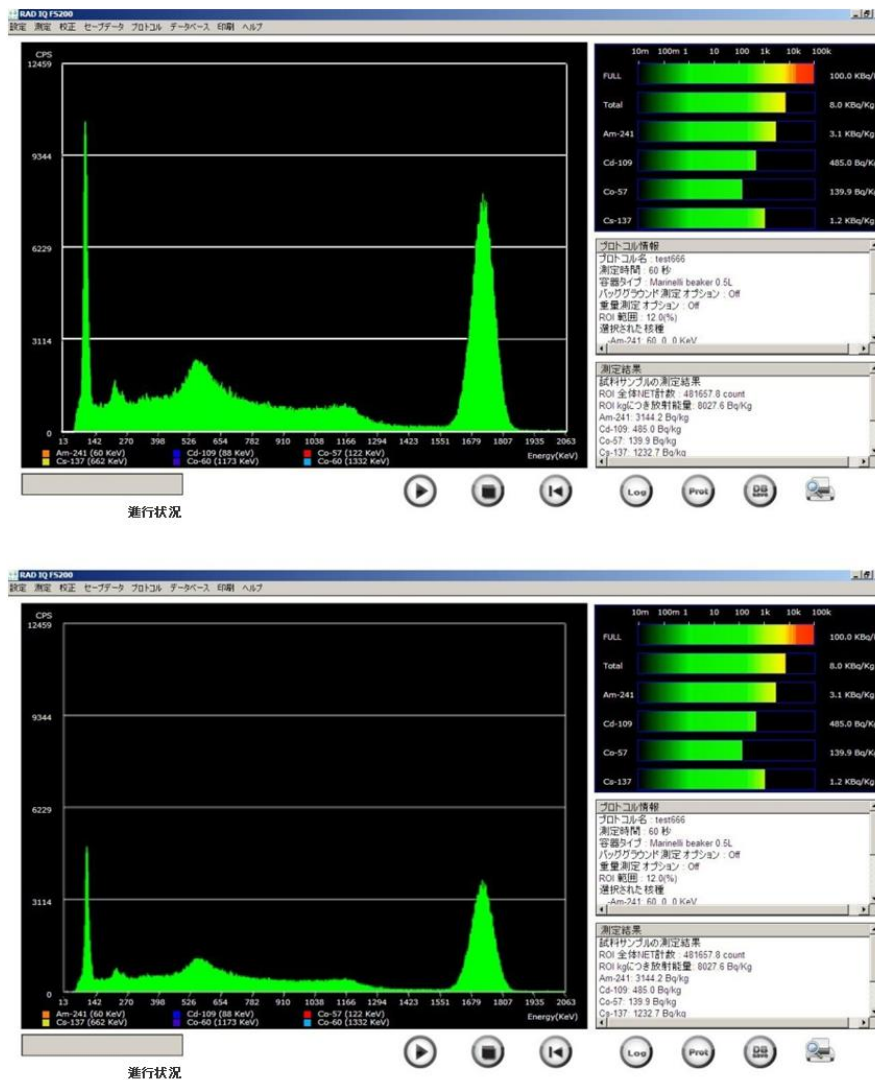 RAD IQ FS200
設定 測定 校正 セーブデータ プロトコル データベース 印刷 ヘルプ
CPS
12459
9344
6229
3114
0
13 142 270 398 526 654 782 910 1038 1166 1294 1423 1551 1679 1807 1935 2063
Energy(KeV)
Am-241 (60 KeV) Cd-109 (88 KeV) Co-57 (122 KeV)
Cs-137 (662 KeV) Co-60 (1173 KeV) Co-60 (1332 KeV)
進行状況
10m 100m 1 10 100 1k 10k 100k
FULL 100.0 KBq/
Total 8.0 KBq/Kg
Am-241 3.1 KBq/Kg
Cd-109 485.0 Bq/K
Co-57 139.9 Bq/K
Cs-137 1.2 KBq/Kg
プロトコル情報
プロトコル名 : test666
測定時間 : 60 秒
容器タイプ : Marinelli beaker 0.5L
バッググラウンド 測定 オプション : Off
重量測定 オプション : Off
ROI 範囲 : 12.0(%)
選択された 核種
-Am-241: 60. 0. 0 KeV
測定結果
試料サンプルの測定結果
ROI 全体NET計数 : 481657.8 count
ROI kgにつき放射能量: 8027.6 Bq/Kg
Am-241: 3144.2 Bq/kg
Cd-109: 485.0 Bq/kg
Co-57: 139.9 Bq/kg
Cs-137: 1232.7 Bq/kg
Log Prot DB save
RAD IQ FS200
設定 測定 校正 セーブデータ プロトコル データベース 印刷 ヘルプ
CPS
12459
9344
6229
3114
0
13 142 270 398 526 654 782 910 1038 1166 1294 1423 1551 1679 1807 1935 2063
Energy(KeV)
Am-241 (60 KeV) Cd-109 (88 KeV) Co-57 (122 KeV)
Cs-137 (662 KeV) Co-60 (1173 KeV) Co-60 (1332 KeV)
進行状況
10m 100m 1 10 100 1k 10k 100k
FULL 100.0 KBq/
Total 8.0 KBq/Kg
Am-241 3.1 KBq/Kg
Cd-109 485.0 Bq/K
Co-57 139.9 Bq/K
Cs-137 1.2 KBq/Kg
プロトコル情報
プロトコル名 : test666
測定時間 : 60 秒
容器タイプ : Marinelli beaker 0.5L
バッググラウンド 測定 オプション : Off
重量測定 オプション : Off
ROI 範囲 : 12.0(%)
選択された 核種
-Am-241: 60. 0. 0 KeV
測定結果
試料サンプルの測定結果
ROI 全体NET計数 : 481657.8 count
ROI kgにつき放射能量: 8027.6 Bq/Kg
Am-241: 3144.2 Bq/kg
Cd-109: 485.0 Bq/kg
Co-57: 139.9 Bq/kg
Cs-137: 1232.7 Bq/kg
Log Prot DB save